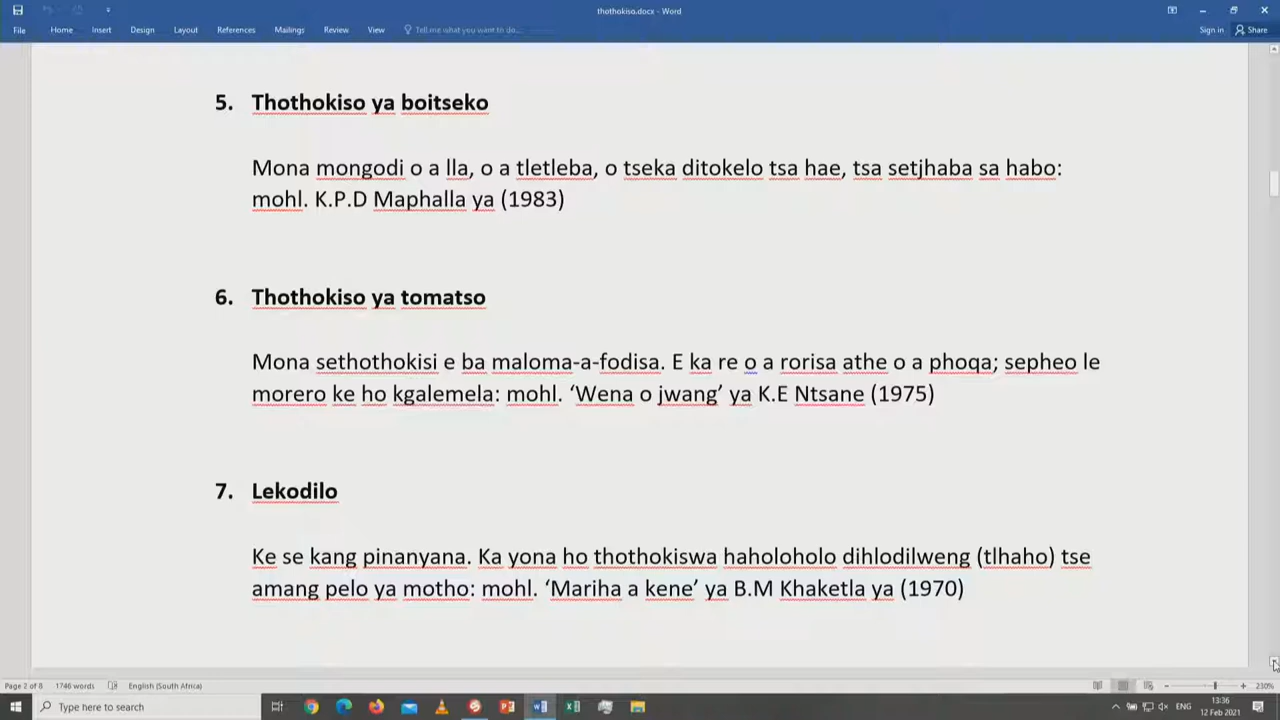 thothokiso.docx - Word
File Home Insert Design Layout References Mailings Review View Tell me what you want to do... Sign in Share
5. Thothokiso ya boitseko
Mona mongodi o a lla, o a tletleba, o tseka ditokelo tsa hae, tsa setjhaba sa habo:
mohl. K.P.D Maphalla ya (1983)
6. Thothokiso ya tomatso
Mona sethothokisi e ba maloma-a-fodisa. E ka re o a rorisa athe o a phoqa; sepheo le
morero ke ho kgalemela: mohl. ‘Wena o jwang’ ya K.E Ntsane (1975)
7. Lekodilo
Ke se kang pinanyana. Ka yona ho thothokiswa haholoholo dihlodilweng (tlhaho) tse
amang pelo ya motho: mohl. ‘Mariha a kene’ ya B.M Khaketla ya (1970)
Page 2 of 8 1746 words English (South Africa) 230%
Type here to search ENG 13:36
12 Feb 2021